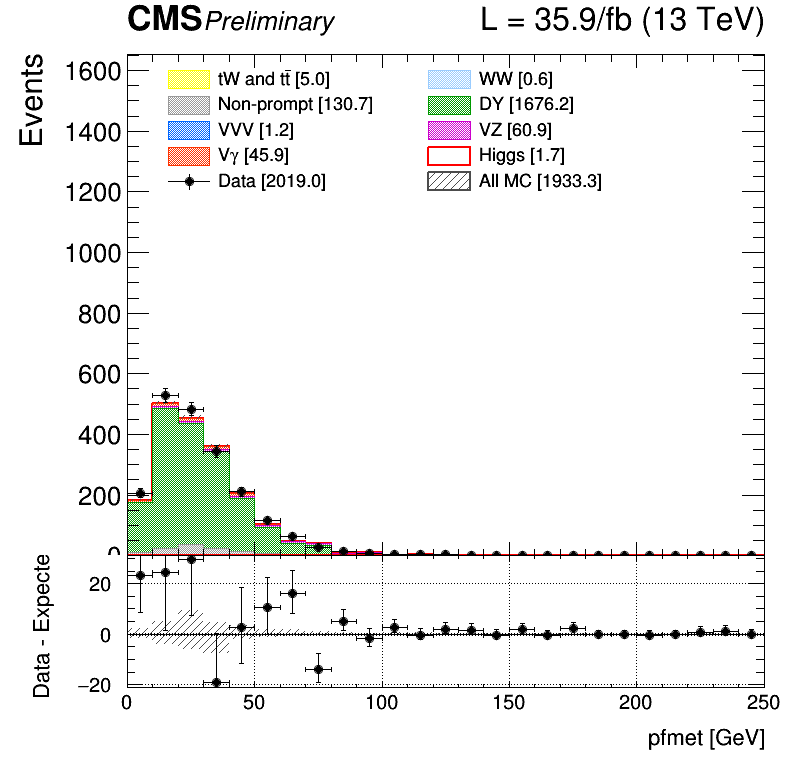 CMS Preliminary L = 35.9/fb (13 TeV)
Events
1600
1400
1200
1000
800
600
400
200
0
tW and tt̄ [5.0]
Non-prompt [130.7]
VVV [1.2]
Vγ [45.9]
Data [2019.0]
WW [0.6]
DY [1676.2]
VZ [60.9]
Higgs [1.7]
All MC [1933.3]
Data - Expecte
20
0
−20
0 50 100 150 200 250
pfmet [GeV]